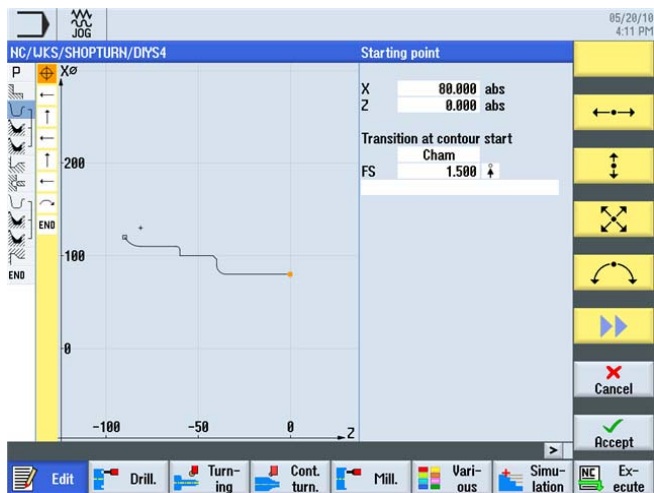 JOG
05/20/10
4:11 PM
NC/WKS/SHOPTURN/DIYS4
Starting point
P
XØ
X 80.000 abs
Z 0.000 abs
Transition at contour start
Cham
FS 1.500
200
END
100
END
0
-100 -50 0 Z
Cancel
Accept
>
Edit
Drill.
Turn-
ing
Cont.
turn.
Mill.
Vari-
ous
Simu-
lation
NC
Ex-
ecute